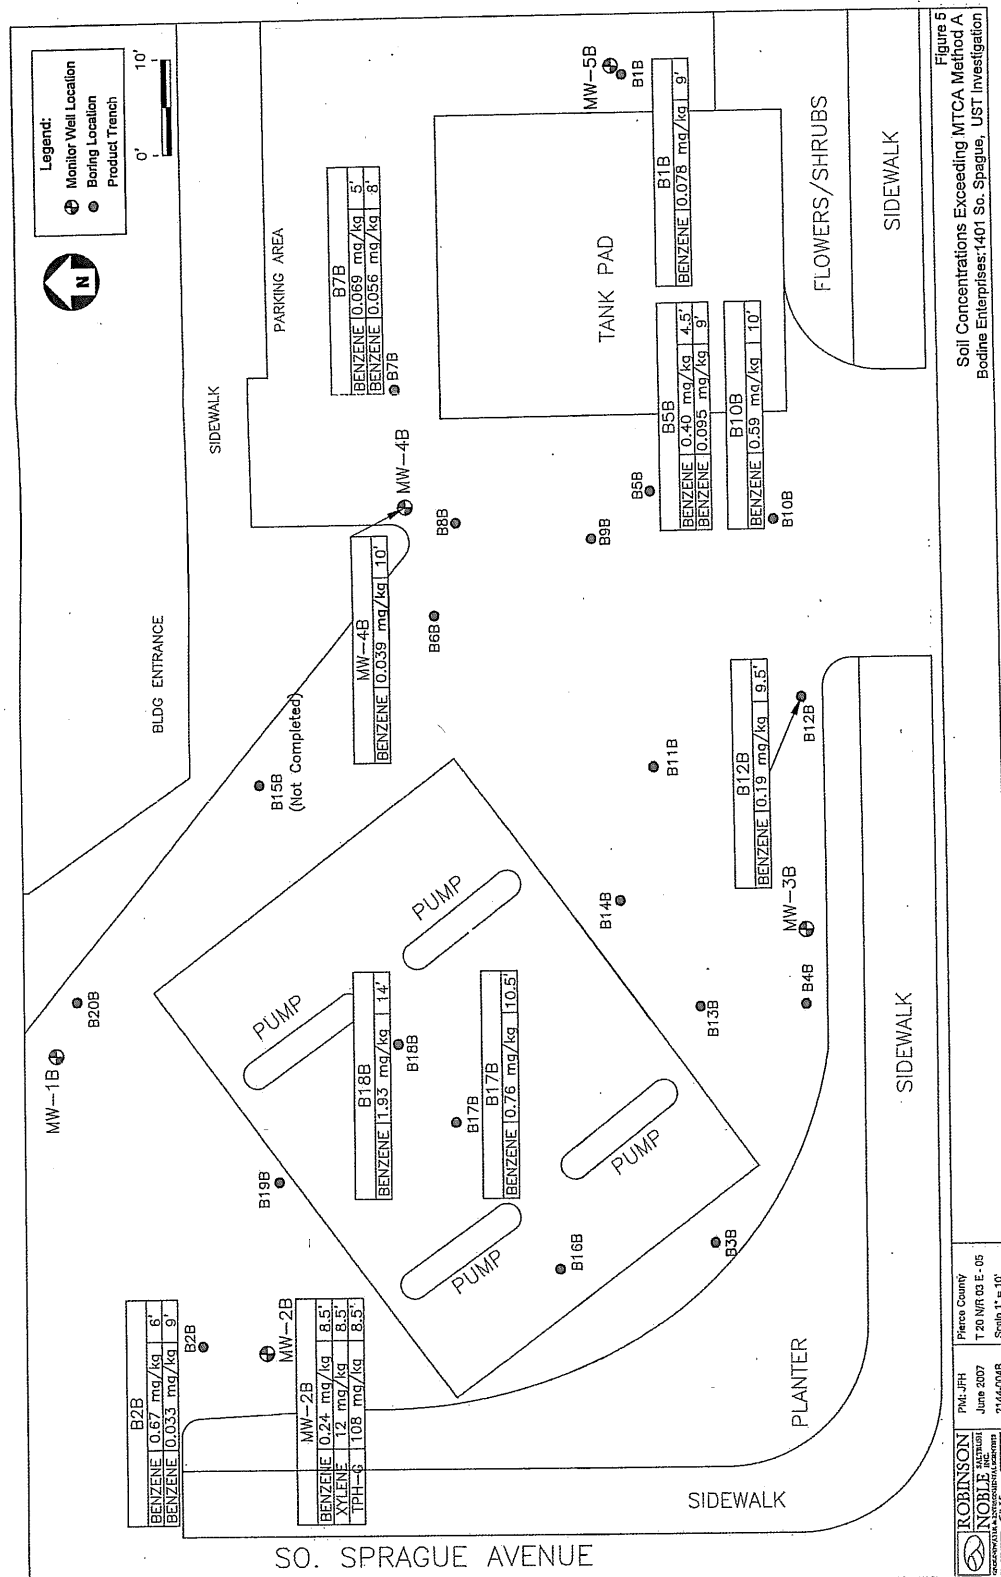 Legend:
Monitor Well Location
Boring Location
Product Trench
0' 10'
N
BLDG ENTRANCE
SIDEWALK
PARKING AREA
MW-1B
B20B
B15B
(Not Completed)
B2B
BENZENE 0.67 mg/kg 6'
BENZENE 0.033 mg/kg 9'
B2B
MW-2B
MW-2B
BENZENE 0.24 mg/kg 8.5'
XYLENE 12 mg/kg 8.5'
TPH-G 108 mg/kg 8.5'
B19B
PUMP
PUMP
PUMP
PUMP
B18B
BENZENE 1.93 mg/kg 14'
B18B
B17B
B17B
BENZENE 0.76 mg/kg 10.5'
B16B
B3B
MW-4B
BENZENE 0.039 mg/kg 10'
MW-4B
B7B
BENZENE 0.069 mg/kg 5'
BENZENE 0.056 mg/kg 8'
B7B
B6B
B8B
B9B
B5B
B5B
BENZENE 0.40 mg/kg 4.5'
BENZENE 0.095 mg/kg 9'
B10B
BENZENE 0.59 mg/kg 10'
B10B
TANK PAD
MW-5B
B1B
B1B
BENZENE 0.078 mg/kg 9'
B11B
B14B
B13B
B12B
BENZENE 0.19 mg/kg 9.5'
B12B
MW-3B
B4B
FLOWERS/SHRUBS
SIDEWALK
SIDEWALK
PLANTER
SIDEWALK
SO. SPRAGUE AVENUE
ROBINSON
NOBLE SALTBUSH
INC.
PM: JFH
June 2007
2144-004B
Pierce County
T 20 N/R 03 E - 05
Scale 1" = 10'
Figure 5
Soil Concentrations Exceeding MTCA Method A
Bodine Enterprises:1401 So. Spague, UST Investigation